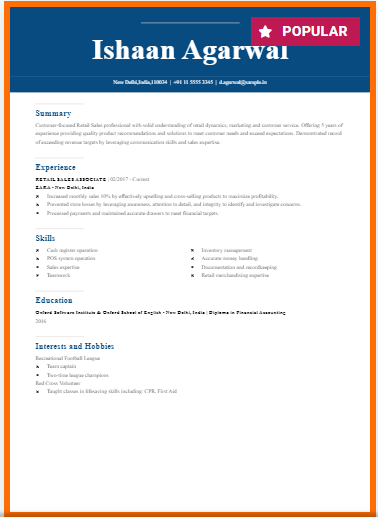 POPULAR
Ishaan Agarwal
New Delhi, India,110034 | +91 11 5555 3345 | d.agarwal@sample.in
Summary
Customer-focused Retail Sales professional with solid understanding of retail dynamics, marketing and customer service. Offering 5 years of
experience providing quality product recommendations and solutions to meet customer needs and exceed expectations. Demonstrated record
of exceeding revenue targets by leveraging communication skills and sales expertise.
Experience
RETAIL SALES ASSOCIATE | 02/2017 - Current
ZARA - New Delhi, India
Increased monthly sales 10% by effectively upselling and cross-selling products to maximize profitability.
Prevented store losses by leveraging awareness, attention to detail, and integrity to identify and investigate concerns.
Processed payments and maintained accurate drawers to meet financial targets.
Skills
Cash register operation
POS system operation
Sales expertise
Teamwork
Inventory management
Accurate money handling
Documentation and recordkeeping
Retail merchandising expertise
Education
Oxford Software Institute & Oxford School of English - New Delhi, India | Diploma in Financial Accounting
2016
Interests and Hobbies
Recreational Football League
Team captain
Two-time league champions
Red Cross Volunteer
Taught classes in lifesaving skills including: CPR, First Aid